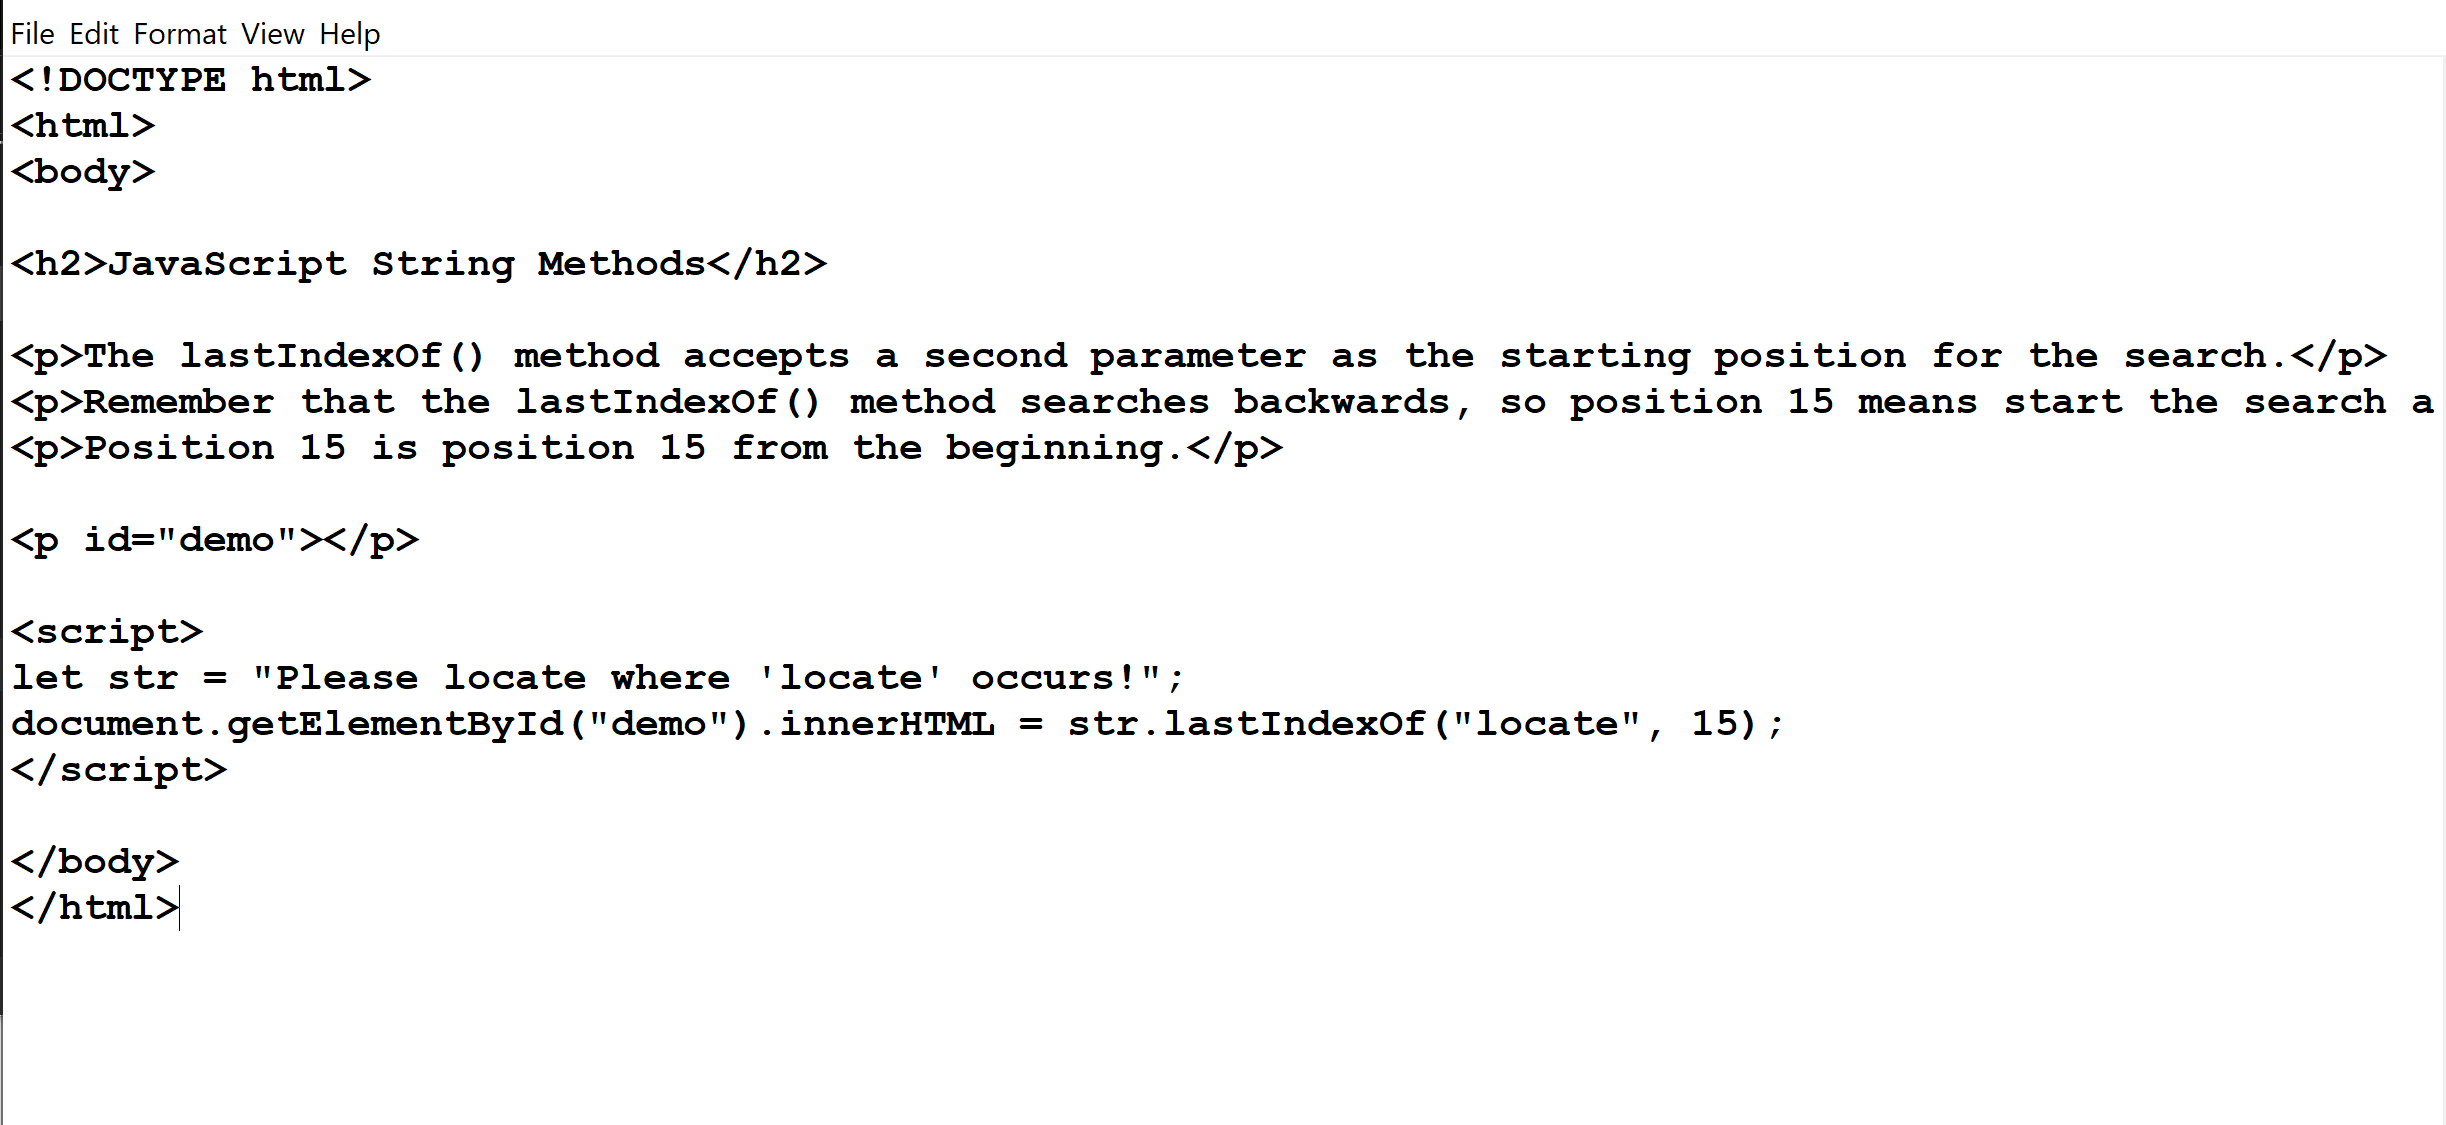 File Edit Format View Help
<!DOCTYPE html>
<html>
<body>
<h2>JavaScript String Methods</h2>
<p>The lastIndexOf() method accepts a second parameter as the starting position for the search.</p>
<p>Remember that the lastIndexOf() method searches backwards, so position 15 means start the search a
<p>Position 15 is position 15 from the beginning.</p>
<p id="demo"></p>
<script>
let str = "Please locate where 'locate' occurs!";
document.getElementById("demo").innerHTML = str.lastIndexOf("locate", 15);
</script>
</body>
</html>